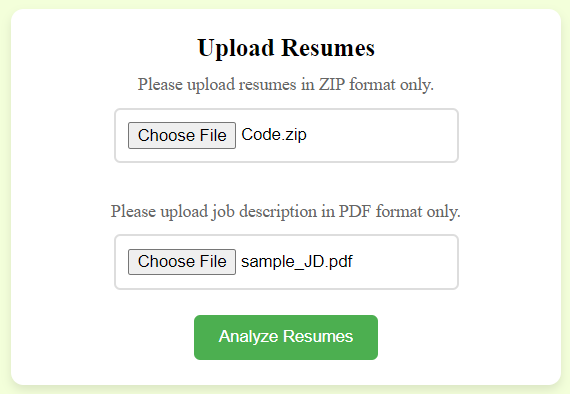 Upload Resumes
Please upload resumes in ZIP format only.
Choose File Code.zip
Please upload job description in PDF format only.
Choose File sample_JD.pdf
Analyze Resumes